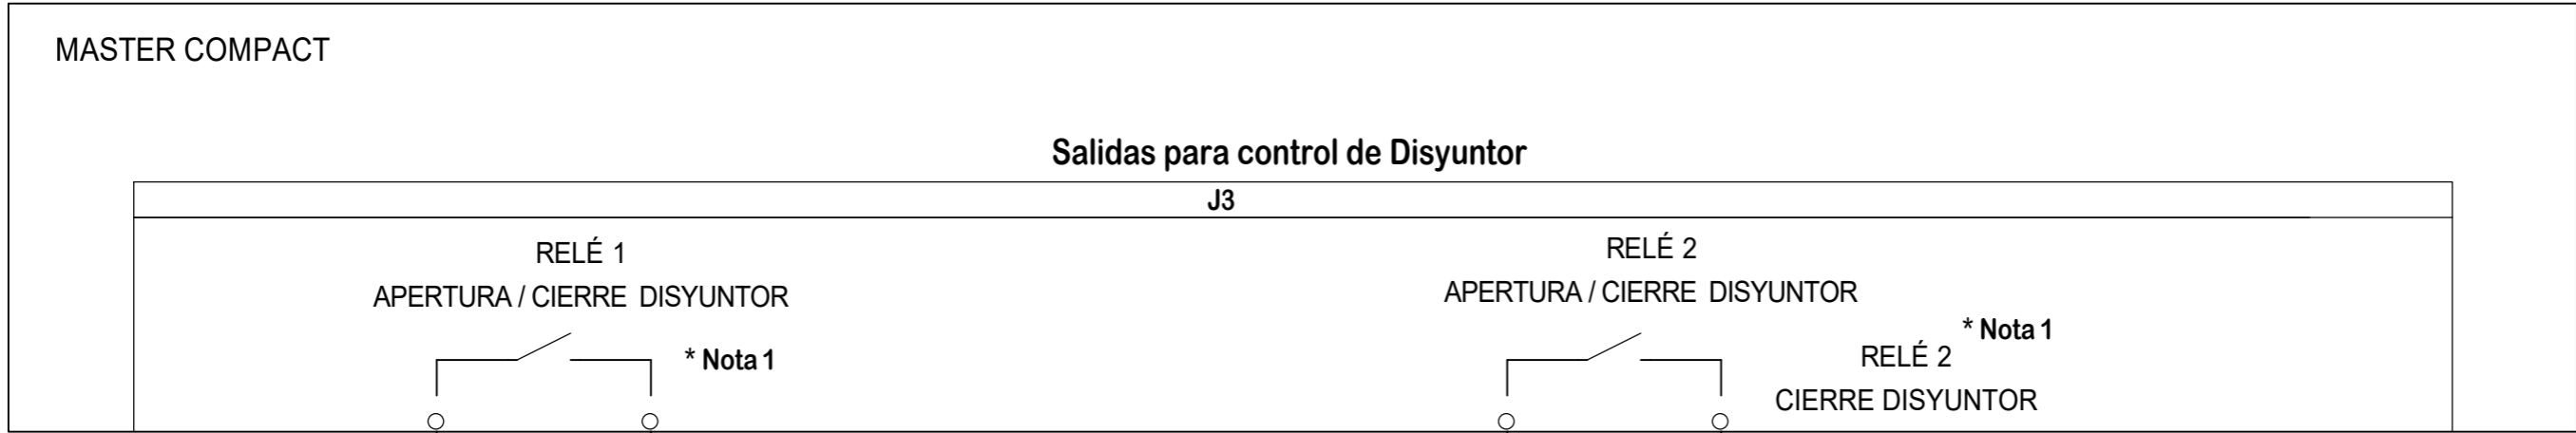 MASTER COMPACT
Salidas para control de Disyuntor
J3
RELÉ 1
APERTURA / CIERRE DISYUNTOR
* Nota 1
RELÉ 2
APERTURA / CIERRE DISYUNTOR
* Nota 1
RELÉ 2
CIERRE DISYUNTOR